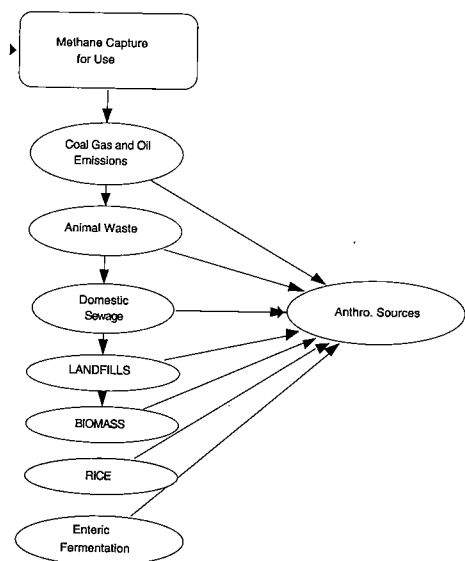 Methane Capture
for Use
Coal Gas and Oil
Emissions
Animal Waste
Domestic
Sewage
Anthro. Sources
LANDFILLS
BIOMASS
RICE
Enteric
Fermentation